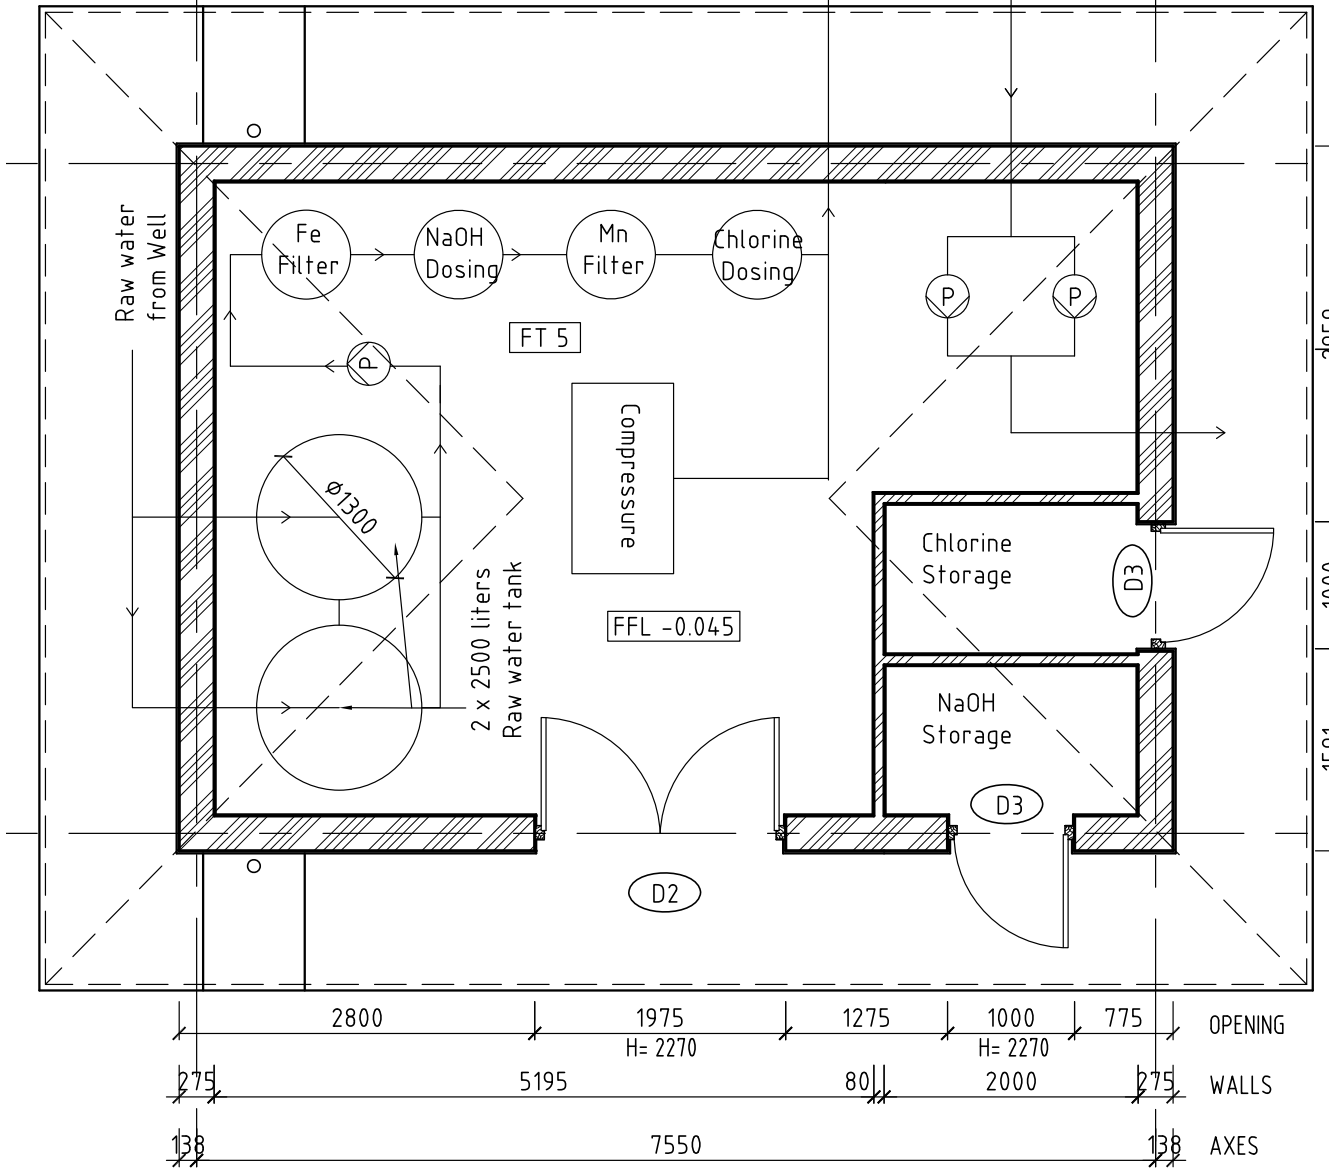 Raw water
from Well
Fe
Filter
NaOH
Dosing
Mn
Filter
Chlorine
Dosing
P
P
P
FT 5
Compressure
Ø1300
2 x 2500 liters
Raw water tank
FFL -0.045
Chlorine
Storage
D3
NaOH
Storage
D3
D2
2800
1975
1275
1000
775
OPENING
H= 2270
H= 2270
275
5195
80
2000
275
WALLS
138
7550
138
AXES